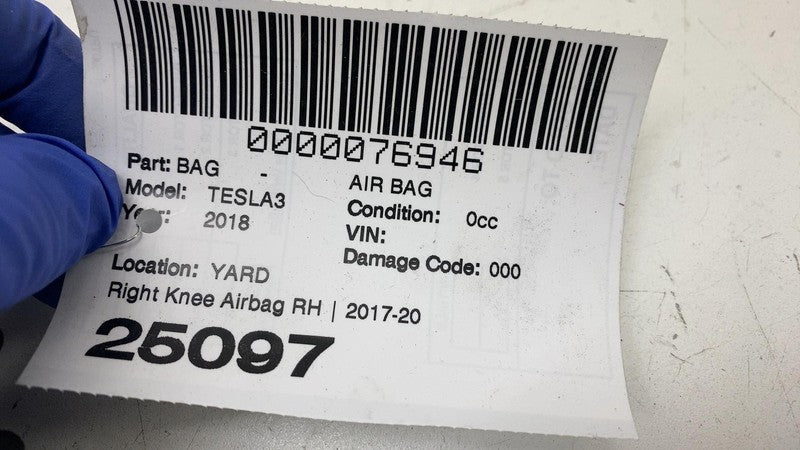 0000076946
Part: BAG - AIR BAG
Model: TESLA3 Condition: 0cc
Year: 2018 VIN:
Damage Code: 000
Location: YARD
Right Knee Airbag RH | 2017-20
25097